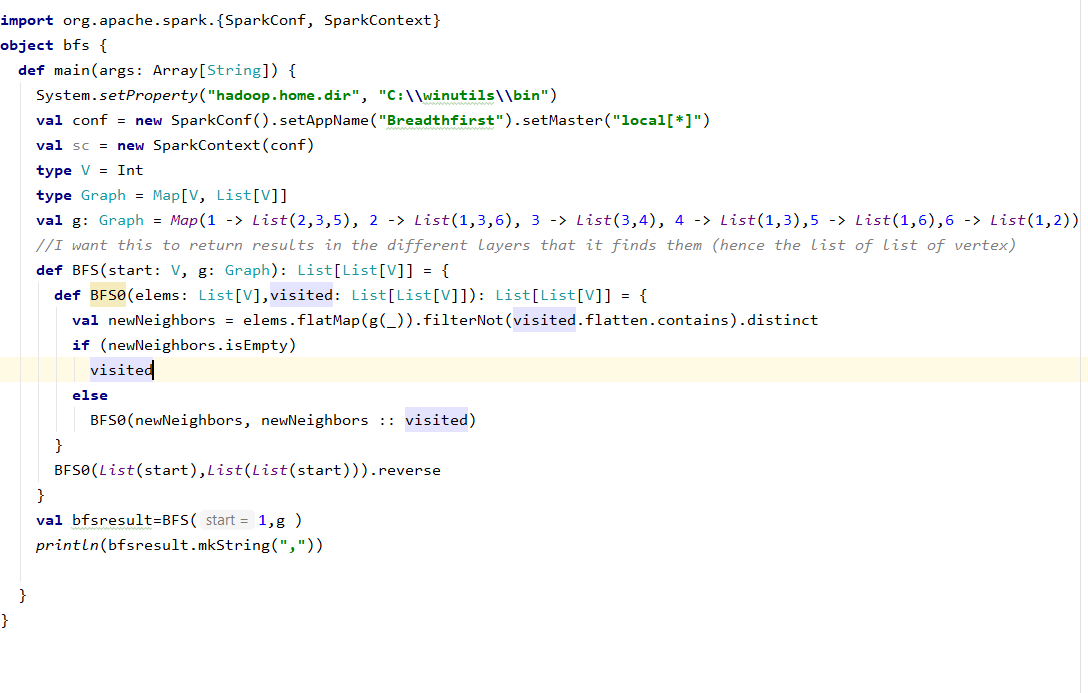 import org.apache.spark.{SparkConf, SparkContext}
object bfs {
  def main(args: Array[String]) {
    System.setProperty("hadoop.home.dir", "C:\\winutils\\bin")
    val conf = new SparkConf().setAppName("Breadthfirst").setMaster("local[*]")
    val sc = new SparkContext(conf)
    type V = Int
    type Graph = Map[V, List[V]]
    val g: Graph = Map(1 -> List(2,3,5), 2 -> List(1,3,6), 3 -> List(3,4), 4 -> List(1,3),5 -> List(1,6),6 -> List(1,2))
    //I want this to return results in the different layers that it finds them (hence the list of list of vertex)
    def BFS(start: V, g: Graph): List[List[V]] = {
      def BFS0(elems: List[V],visited: List[List[V]]): List[List[V]] = {
        val newNeighbors = elems.flatMap(g(_)).filterNot(visited.flatten.contains).distinct
        if (newNeighbors.isEmpty)
          visited
        else
          BFS0(newNeighbors, newNeighbors :: visited)
      }
      BFS0(List(start),List(List(start))).reverse
    }
    val bfsresult=BFS( start = 1,g )
    println(bfsresult.mkString(","))
  }
}